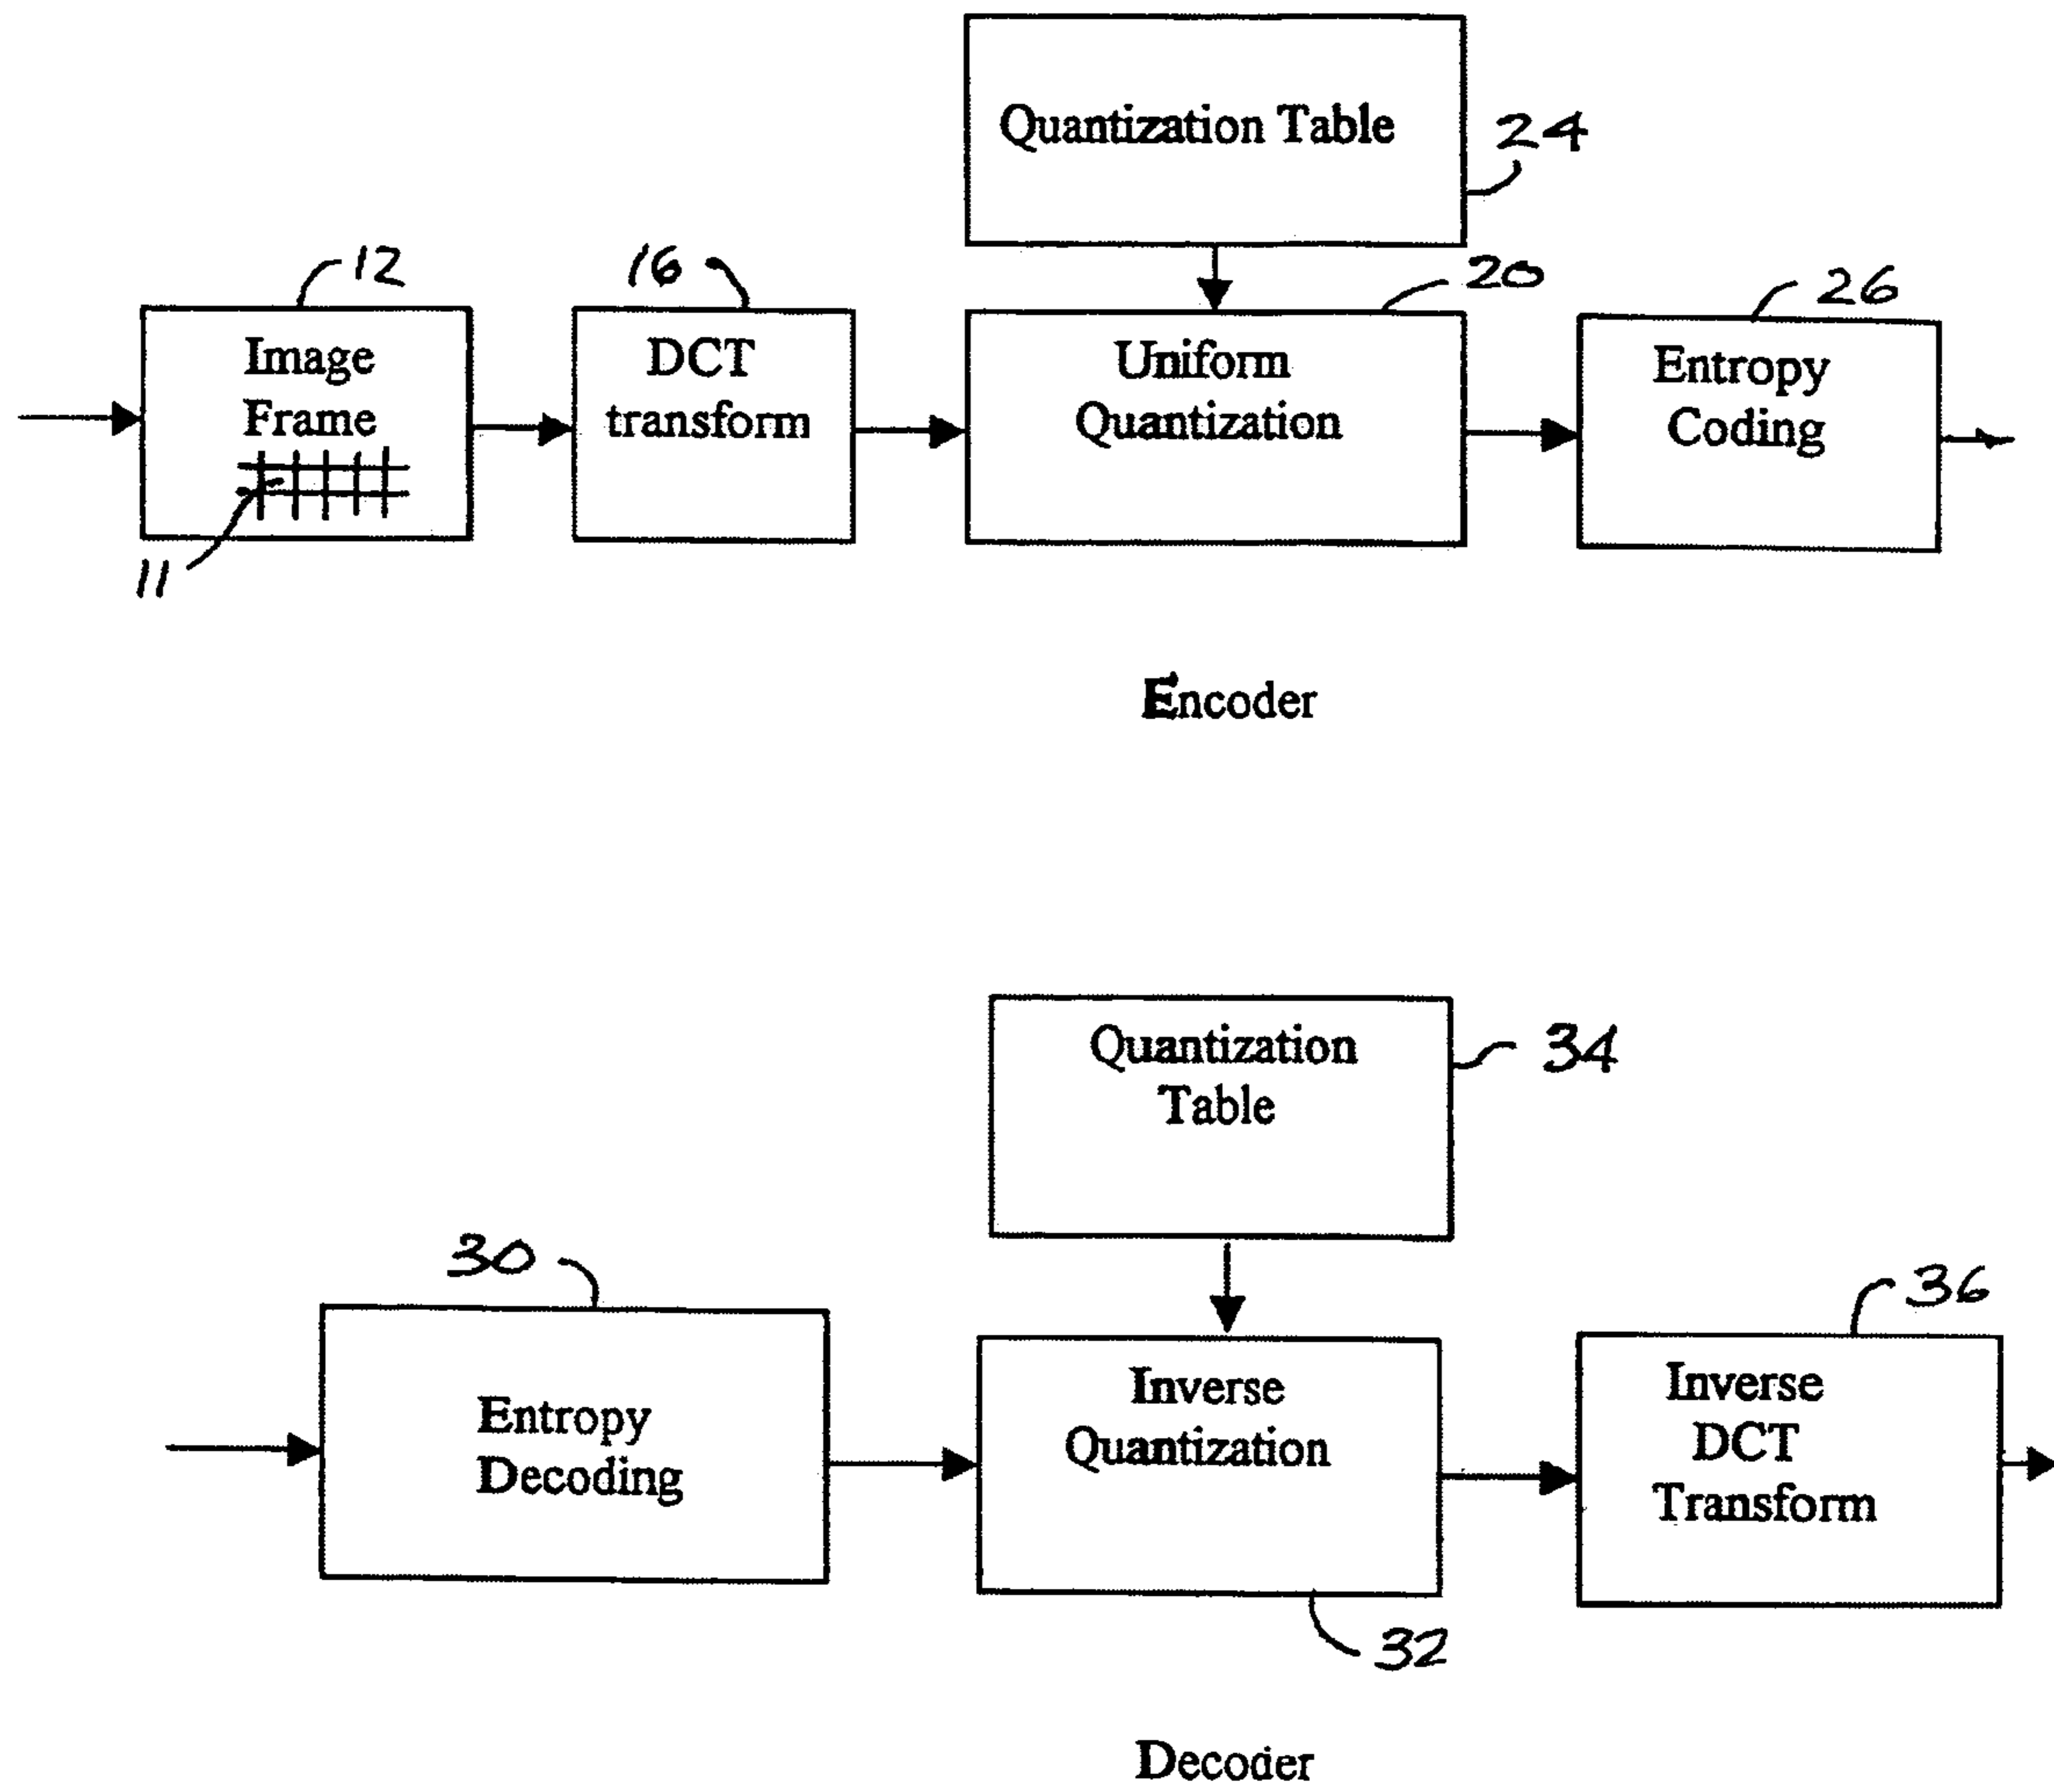 Quantization Table
24
12
16
20
26
Image
Frame
DCT
transform
Uniform
Quantization
Entropy
Coding
11
Encoder
Quantization
Table
34
30
36
Entropy
Decoding
Inverse
Quantization
Inverse
DCT
Transform
32
Decoder